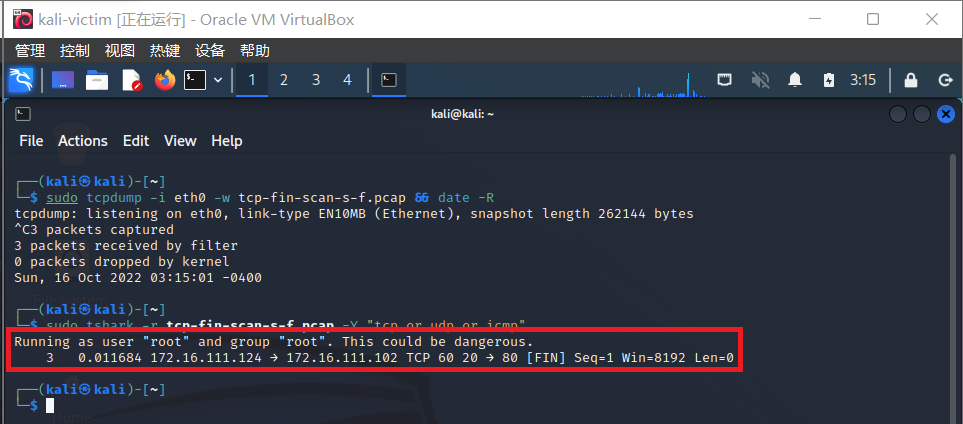 kali-victim [正在运行] - Oracle VM VirtualBox
管理 控制 视图 热键 设备 帮助
1 2 3 4 3:15
kali@kali: ~
File Actions Edit View Help
┌──(kali㉿kali)-[~]
└─$ sudo tcpdump -i eth0 -w tcp-fin-scan-s-f.pcap && date -R
tcpdump: listening on eth0, link-type EN10MB (Ethernet), snapshot length 262144 bytes
^C3 packets captured
3 packets received by filter
0 packets dropped by kernel
Sun, 16 Oct 2022 03:15:01 -0400
┌──(kali㉿kali)-[~]
└─$ sudo tshark -r tcp-fin-scan-s-f.pcap -Y "tcp or udp or icmp"
Running as user "root" and group "root". This could be dangerous.
3 0.011684 172.16.111.124 → 172.16.111.102 TCP 60 20 → 80 [FIN] Seq=1 Win=8192 Len=0
┌──(kali㉿kali)-[~]
└─$
Home